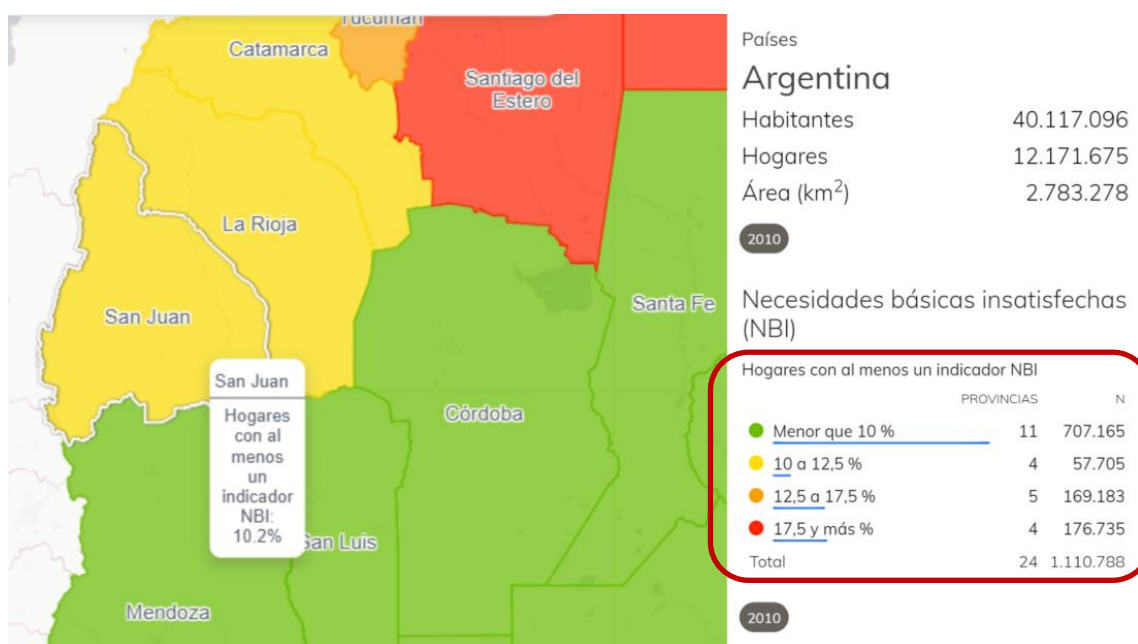 Tucumán
Catamarca
Santiago del
Estero
La Rioja
San Juan
Santa Fe
San Juan
Hogares
con al
menos
un
indicador
NBI:
10.2%
Córdoba
San Luis
Mendoza
Países
Argentina
Habitantes 40.117.096
Hogares 12.171.675
Área (km2) 2.783.278
2010
Necesidades básicas insatisfechas
(NBI)
Hogares con al menos un indicador NBI
PROVINCIAS N
Menor que 10 % 11 707.165
10 a 12,5 % 4 57.705
12,5 a 17,5 % 5 169.183
17,5 y más % 4 176.735
Total 24 1.110.788
2010